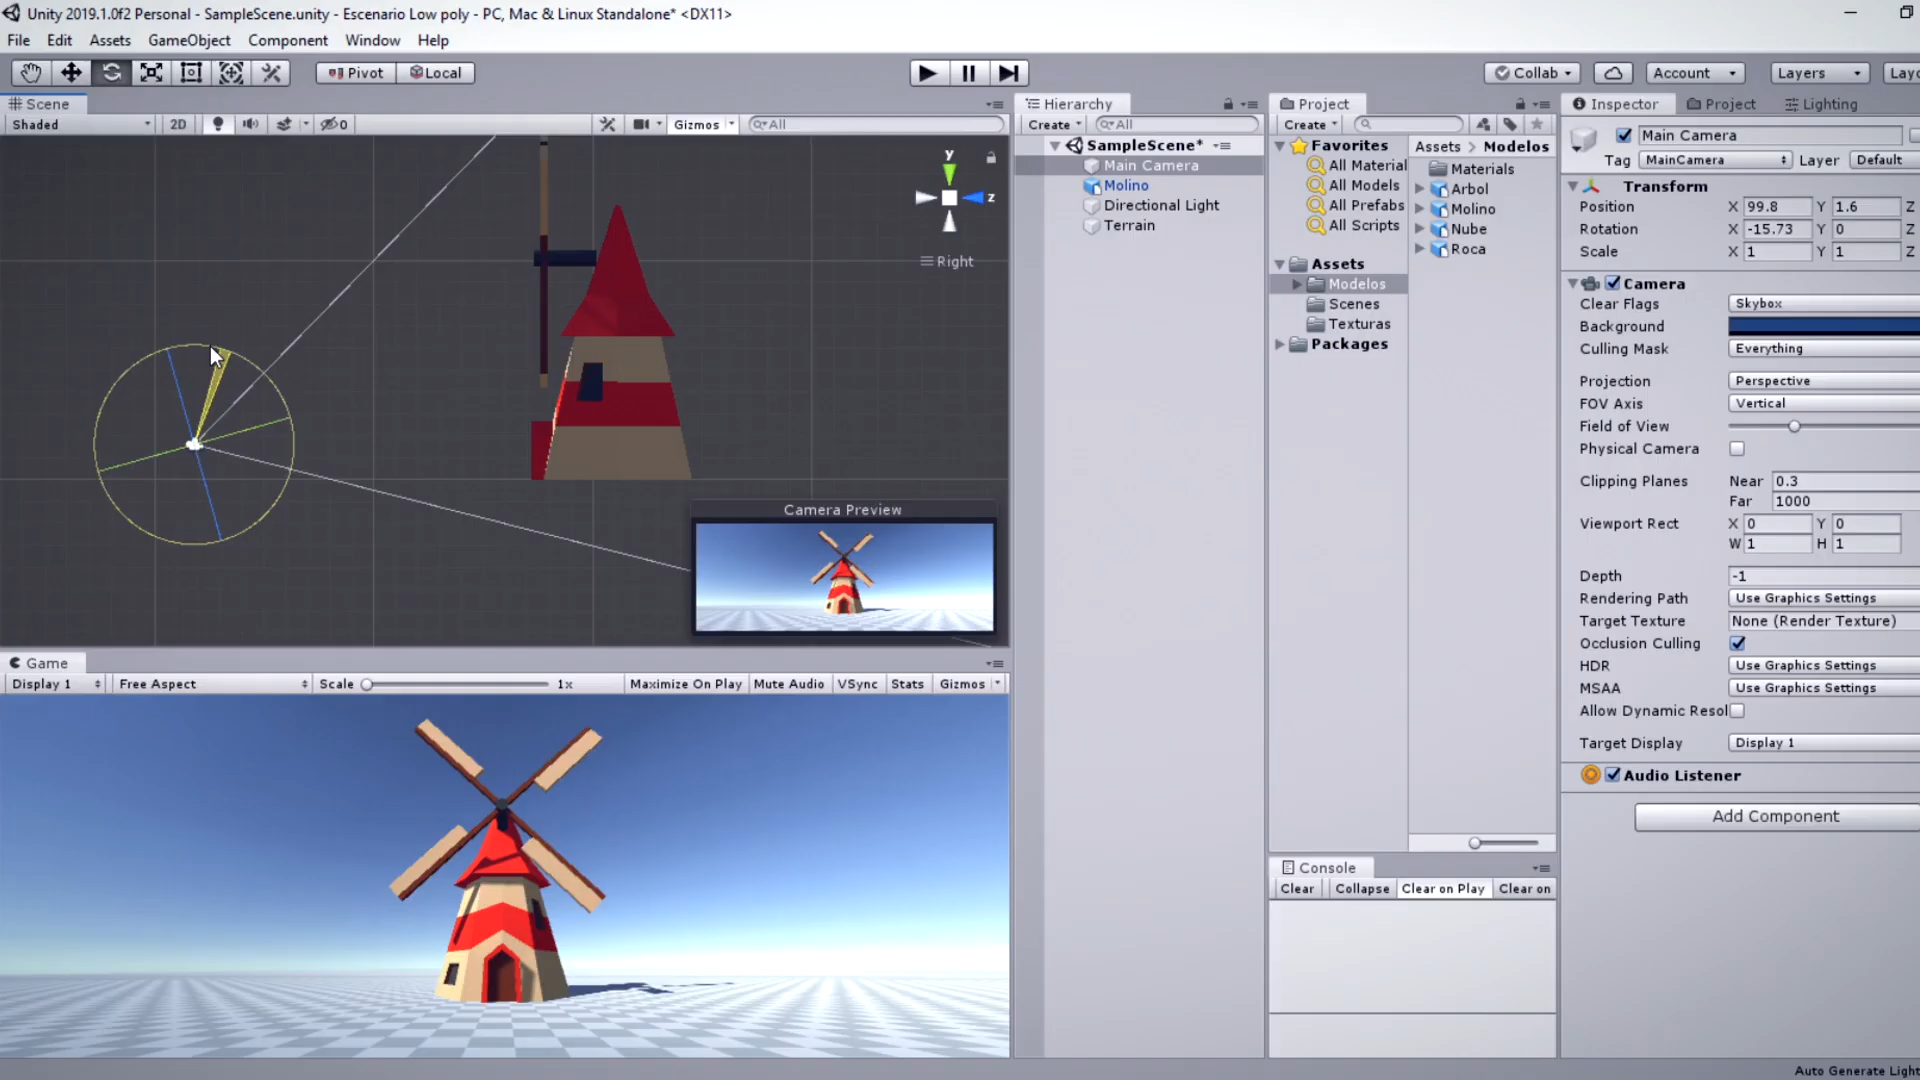 Unity 2019.1.0f2 Personal - SampleScene.unity - Escenario Low poly - PC, Mac & Linux Standalone* <DX11>
File Edit Assets GameObject Component Window Help
Pivot Local Collab Account Layers Layo
Scene
Shaded 2D 0 Gizmos All
y
z
Right
Camera Preview
Game
Display 1 Free Aspect Scale 1x Maximize On Play Mute Audio VSync Stats Gizmos
Hierarchy
Create All
SampleScene*
Main Camera
Molino
Directional Light
Terrain
Project
Create
Favorites
All Material
All Models
All Prefabs
All Scripts
Assets
Modelos
Scenes
Texturas
Packages
Assets > Modelos
Materials
Arbol
Molino
Nube
Roca
Console
Clear Collapse Clear on Play Clear on
Inspector Project Lighting
Main Camera
Tag MainCamera Layer Default
Transform
Position X 99.8 Y 1.6 Z
Rotation X -15.73 Y 0 Z
Scale X 1 Y 1 Z
Camera
Clear Flags Skybox
Background
Culling Mask Everything
Projection Perspective
FOV Axis Vertical
Field of View
Physical Camera
Clipping Planes Near 0.3
Far 1000
Viewport Rect X 0 Y 0
W 1 H 1
Depth -1
Rendering Path Use Graphics Settings
Target Texture None (Render Texture)
Occlusion Culling
HDR Use Graphics Settings
MSAA Use Graphics Settings
Allow Dynamic Resol
Target Display Display 1
Audio Listener
Add Component
Auto Generate Light